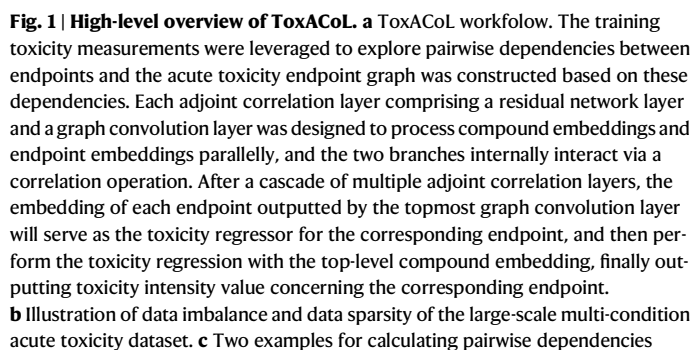 Fig. 1 | High-level overview of ToxACoL. a ToxACoL workfolow. The training
toxicity measurements were leveraged to explore pairwise dependencies between
endpoints and the acute toxicity endpoint graph was constructed based on these
dependencies. Each adjoint correlation layer comprising a residual network layer
and a graph convolution layer was designed to process compound embeddings and
endpoint embeddings parallelly, and the two branches internally interact via a
correlation operation. After a cascade of multiple adjoint correlation layers, the
embedding of each endpoint outputted by the topmost graph convolution layer
will serve as the toxicity regressor for the corresponding endpoint, and then per-
form the toxicity regression with the top-level compound embedding, finally out-
putting toxicity intensity value concerning the corresponding endpoint.
b Illustration of data imbalance and data sparsity of the large-scale multi-condition
acute toxicity dataset. c Two examples for calculating pairwise dependencies